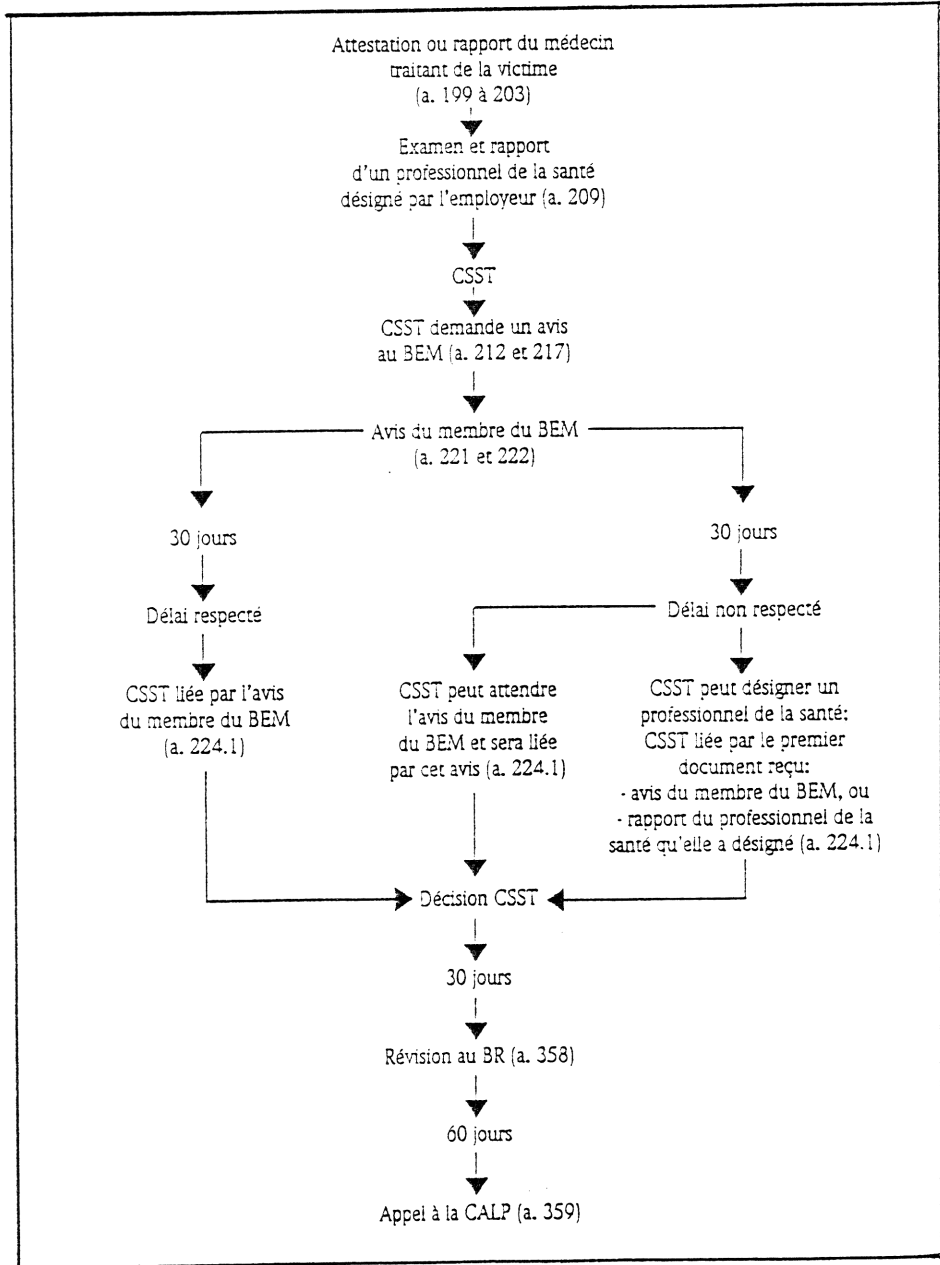 Attestation ou rapport du médecin
traitant de la victime
(a. 199 à 203)
Examen et rapport
d'un professionnel de la santé
désigné par l'employeur (a. 209)
CSST
CSST demande un avis
au BEM (a. 212 et 217)
Avis du membre du BEM
(a. 221 et 222)
30 jours
30 jours
Délai respecté
Délai non respecté
CSST liée par l'avis
du membre du BEM
(a. 224.1)
CSST peut attendre
l'avis du membre
du BEM et sera liée
par cet avis (a. 224.1)
CSST peut désigner un
professionnel de la santé:
CSST liée par le premier
document reçu:
- avis du membre du BEM, ou
- rapport du professionnel de la
santé qu'elle a désigné (a. 224.1)
Décision CSST
30 jours
Révision au BR (a. 358)
60 jours
Appel à la CALP (a. 359)